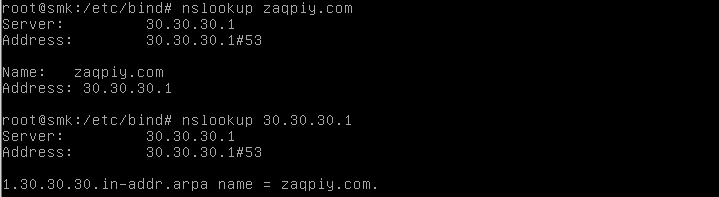 root@smk:/etc/bind# nslookup zaqpiy.com
Server:         30.30.30.1
Address:        30.30.30.1#53

Name:   zaqpiy.com
Address: 30.30.30.1

root@smk:/etc/bind# nslookup 30.30.30.1
Server:         30.30.30.1
Address:        30.30.30.1#53

1.30.30.30.in-addr.arpa name = zaqpiy.com.